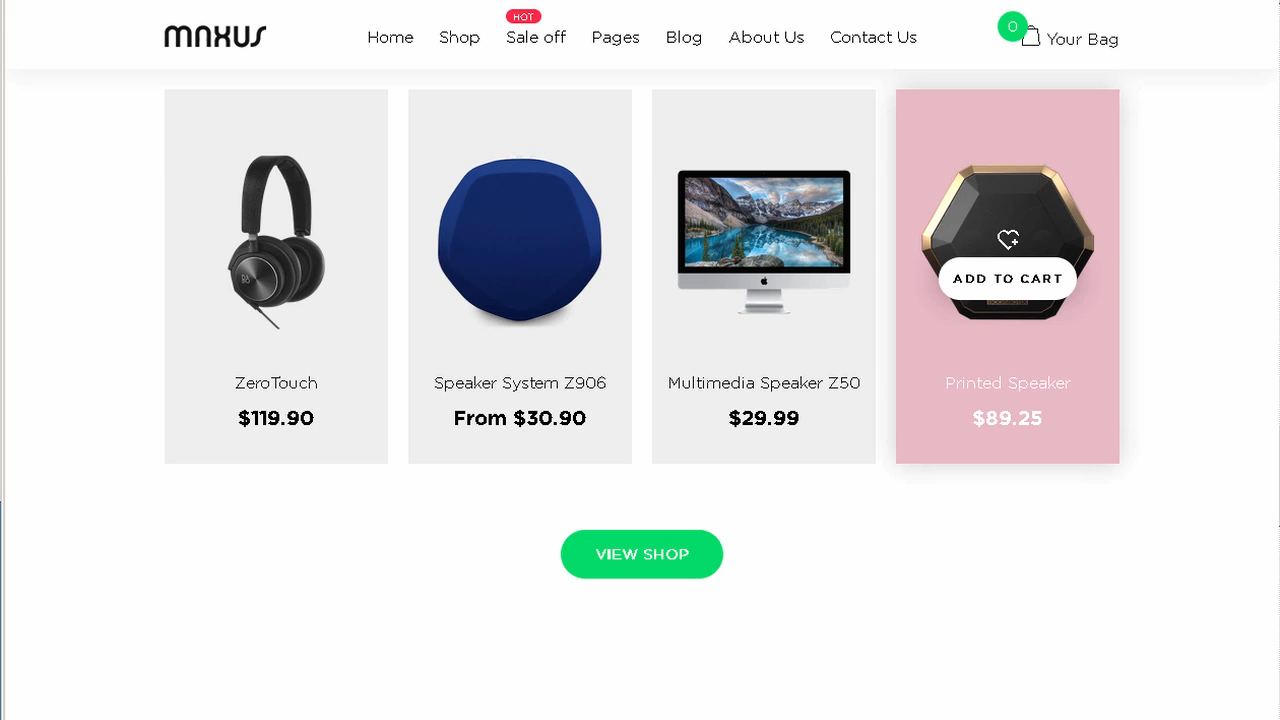 MNXUS
HOT
Home Shop Sale off Pages Blog About Us Contact Us
0 Your Bag
ADD TO CART
ZeroTouch
$119.90
Speaker System Z906
From $30.90
Multimedia Speaker Z50
$29.99
Printed Speaker
$89.25
VIEW SHOP